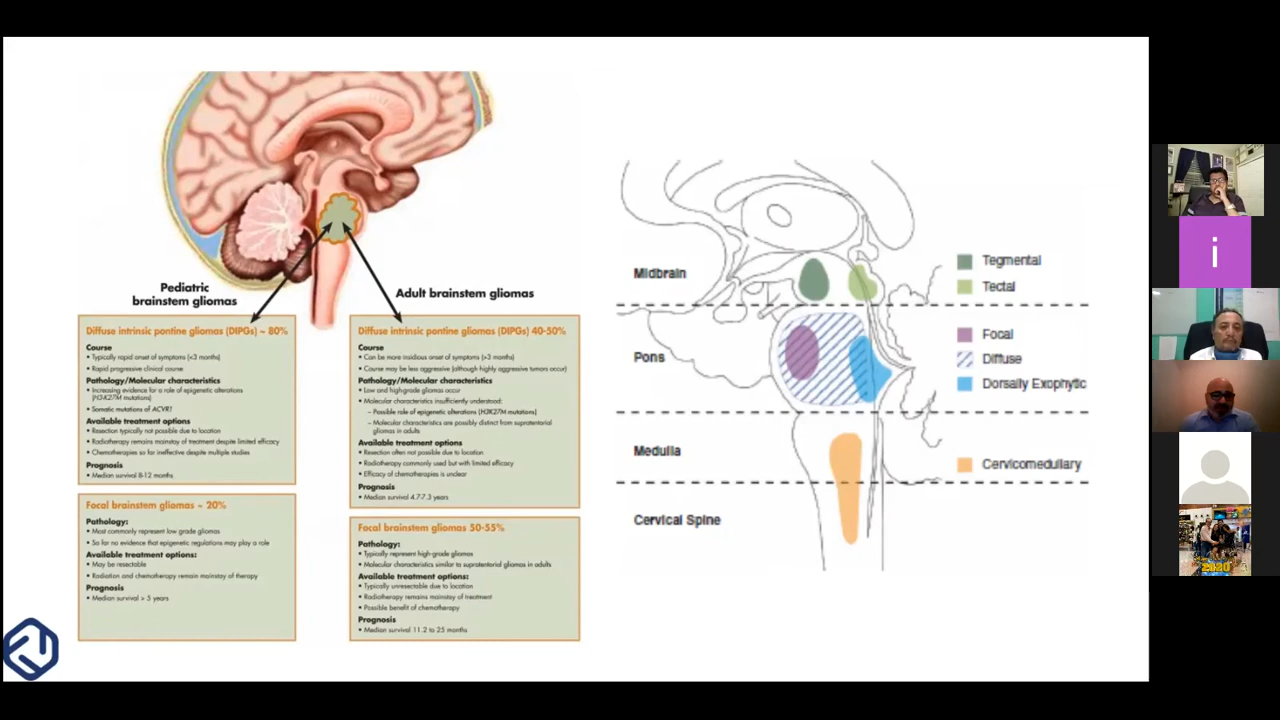 Pediatric
brainstem gliomas
Adult brainstem gliomas
Diffuse intrinsic pontine gliomas (DIPGs) ~ 80%
Course
• Typically rapid onset of symptoms (<3 months)
• Rapid progressive clinical course
Pathology/Molecular characteristics
• Increasing evidence for a role of epigenetic alterations
(H3K27M mutations)
• Somatic mutations of ACVR1
Available treatment options
• Resection typically not possible due to location
• Radiotherapy remains mainstay of treatment despite limited efficacy
• Chemotherapies so far ineffective despite multiple studies
Prognosis
• Median survival 8-12 months
Focal brainstem gliomas ~ 20%
Pathology:
• Most commonly represent low grade gliomas
• So far no evidence that epigenetic regulations may play a role
Available treatment options:
• May be resectable
• Radiation and chemotherapy remain mainstay of therapy
Prognosis
• Median survival > 5 years
Diffuse intrinsic pontine gliomas (DIPGs) 40-50%
Course
• Can be more insidious onset of symptoms (>3 months)
• Course may be less aggressive (although highly aggressive tumors occur)
Pathology/Molecular characteristics
• Low and high-grade gliomas occur
• Molecular characteristics insufficiently understood:
– Possible role of epigenetic alterations (H3K27M mutations)
– Molecular characteristics are possibly distinct from supratentorial
gliomas in adults
Available treatment options
• Resection often not possible due to location
• Radiotherapy commonly used but with limited efficacy
• Efficacy of chemotherapies is unclear
Prognosis
• Median survival 4.7-7.3 years
Focal brainstem gliomas 50-55%
Pathology:
• Typically represent high-grade gliomas
• Molecular characteristics similar to supratentorial gliomas in adults
Available treatment options:
• Typically unresectable due to location
• Radiotherapy remains mainstay of treatment
• Possible benefit of chemotherapy
Prognosis
• Median survival 11.2 to 25 months
Midbrain
Pons
Medulla
Cervical Spine
Tegmental
Tectal
Focal
Diffuse
Dorsally Exophytic
Cervicomedullary
i
2020